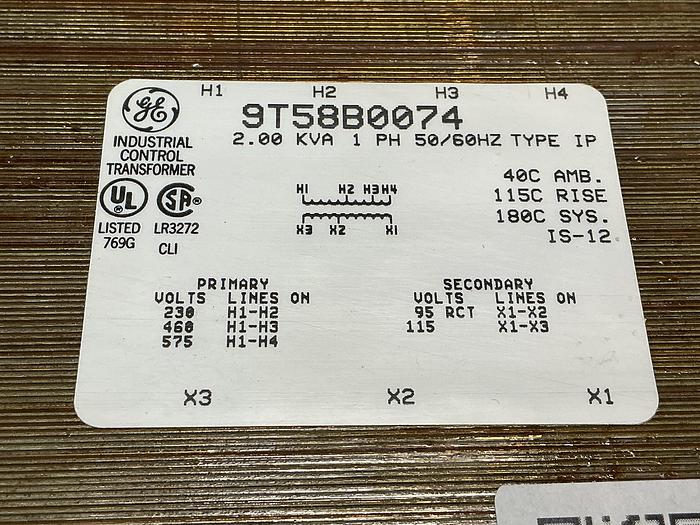 H1 H2 H3 H4
GE
9T58B0074
2.00 KVA 1 PH 50/60HZ TYPE IP
INDUSTRIAL
CONTROL
TRANSFORMER
40C AMB.
115C RISE
180C SYS.
IS-12
UL SA ®
LISTED LR3272
769G CLI
H1 H2 H3 H4
X3 X2 X1
PRIMARY
VOLTS LINES ON
230 H1-H2
460 H1-H3
575 H1-H4
SECONDARY
VOLTS LINES ON
95 RCT X1-X2
115 X1-X3
X3 X2 X1